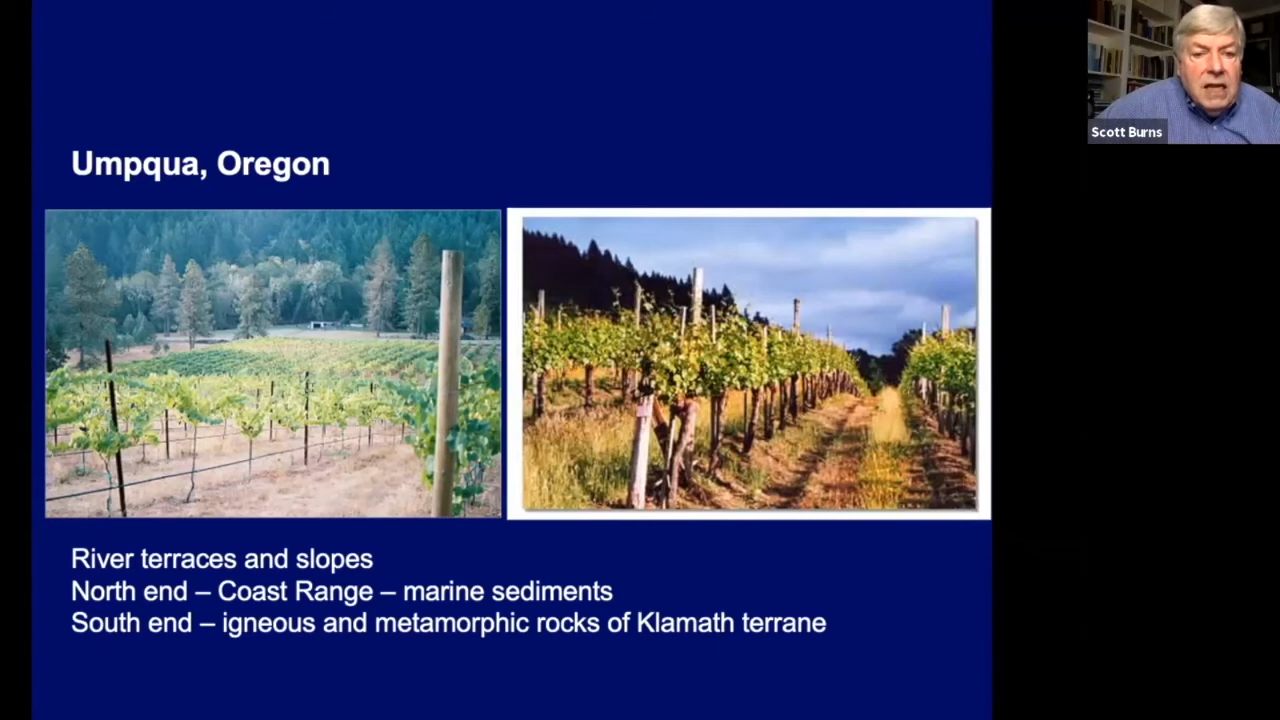 Umpqua, Oregon
Scott Burns
River terraces and slopes
North end – Coast Range – marine sediments
South end – igneous and metamorphic rocks of Klamath terrane